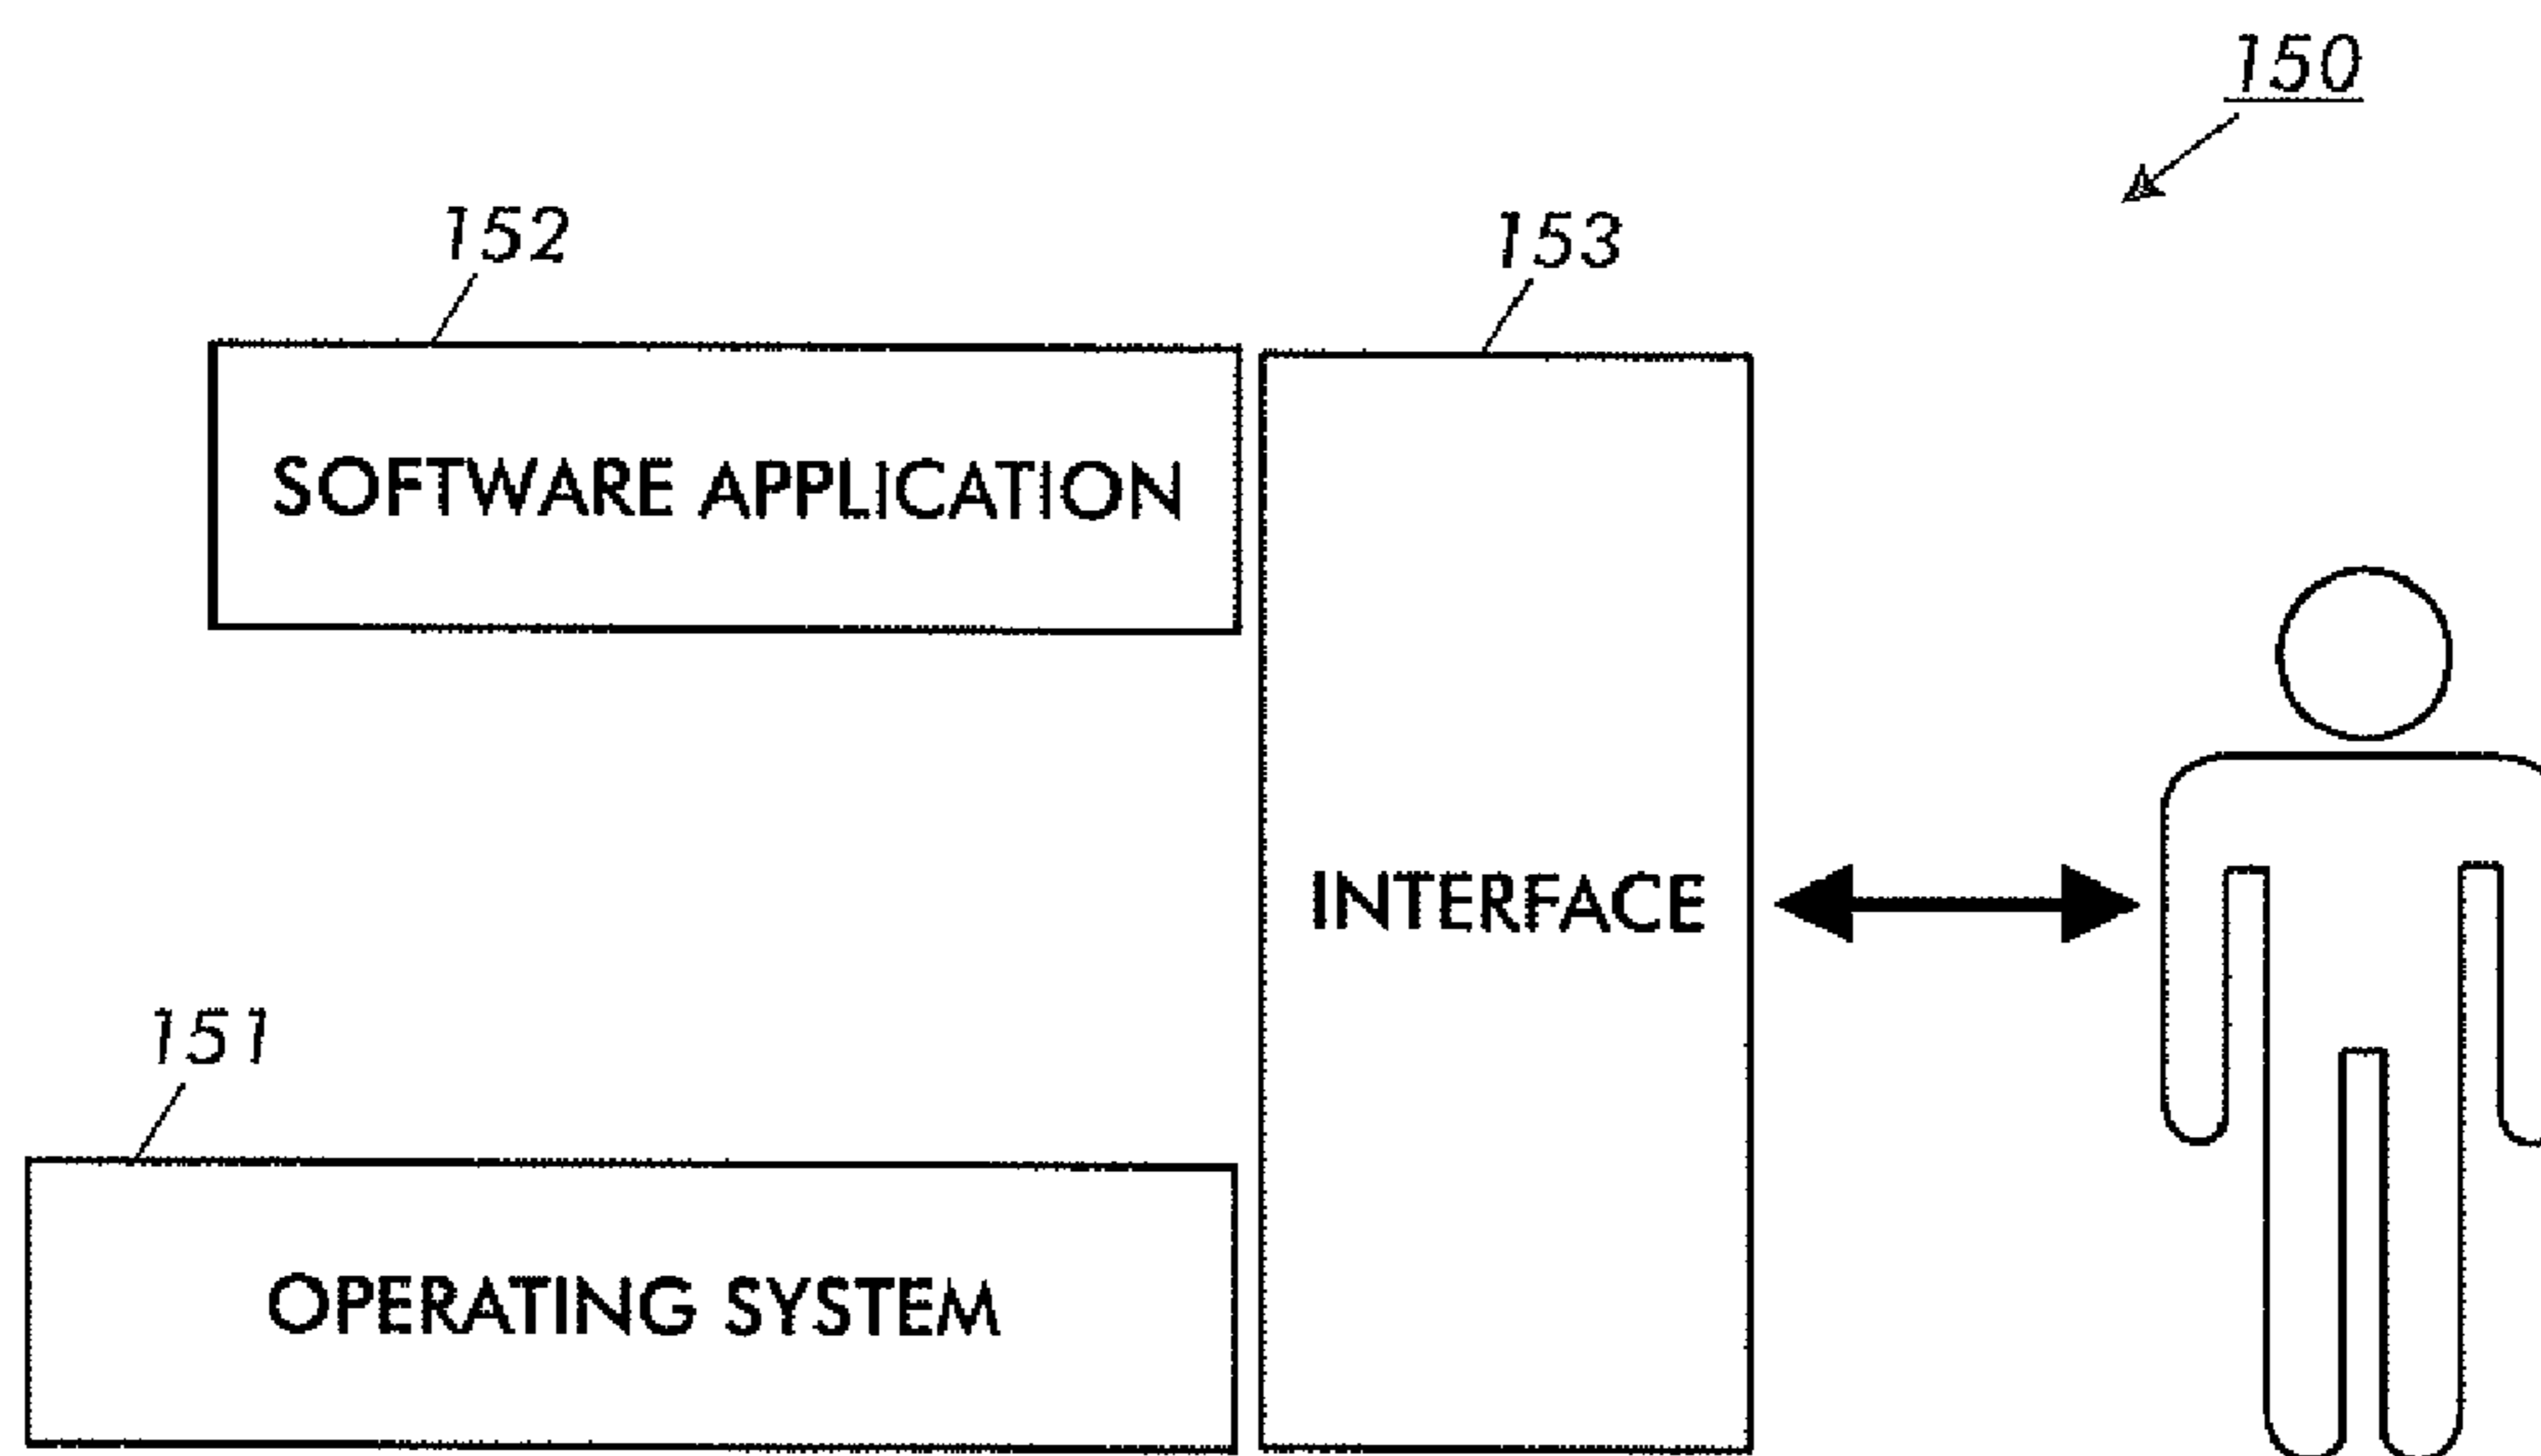 150
152
153
SOFTWARE APPLICATION
INTERFACE
151
OPERATING SYSTEM